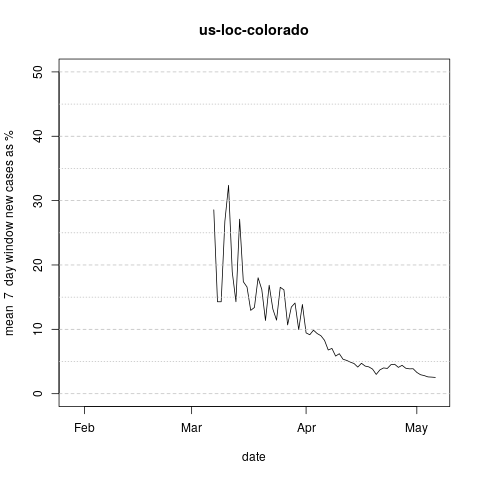 us-loc-colorado
mean 7 day window new cases as %
50
40
30
20
10
0
Feb
Mar
Apr
May
date